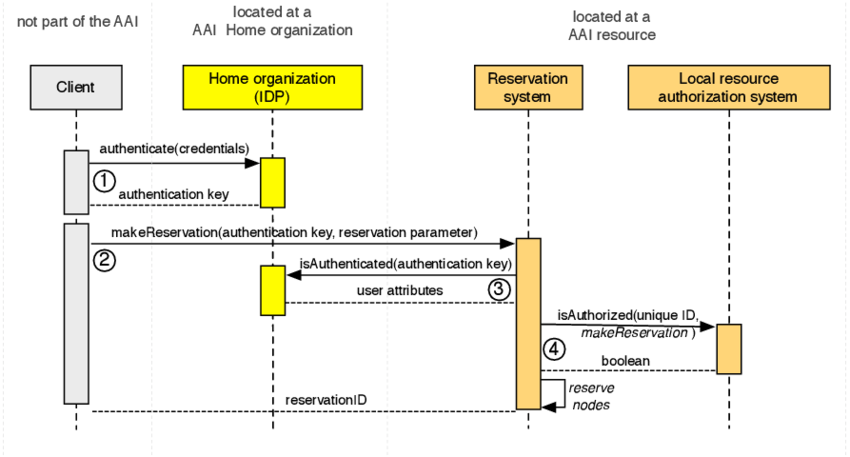 not part of the AAI
located at a
AAI Home organization
located at a
AAI resource
Client
Home organization
(IDP)
Reservation
system
Local resource
authorization system
authenticate(credentials)
1
authentication key
makeReservation(authentication key, reservation parameter)
2
isAuthenticated(authentication key)
3
user attributes
isAuthorized(unique ID,
makeReservation )
4
boolean
reserve
nodes
reservationID